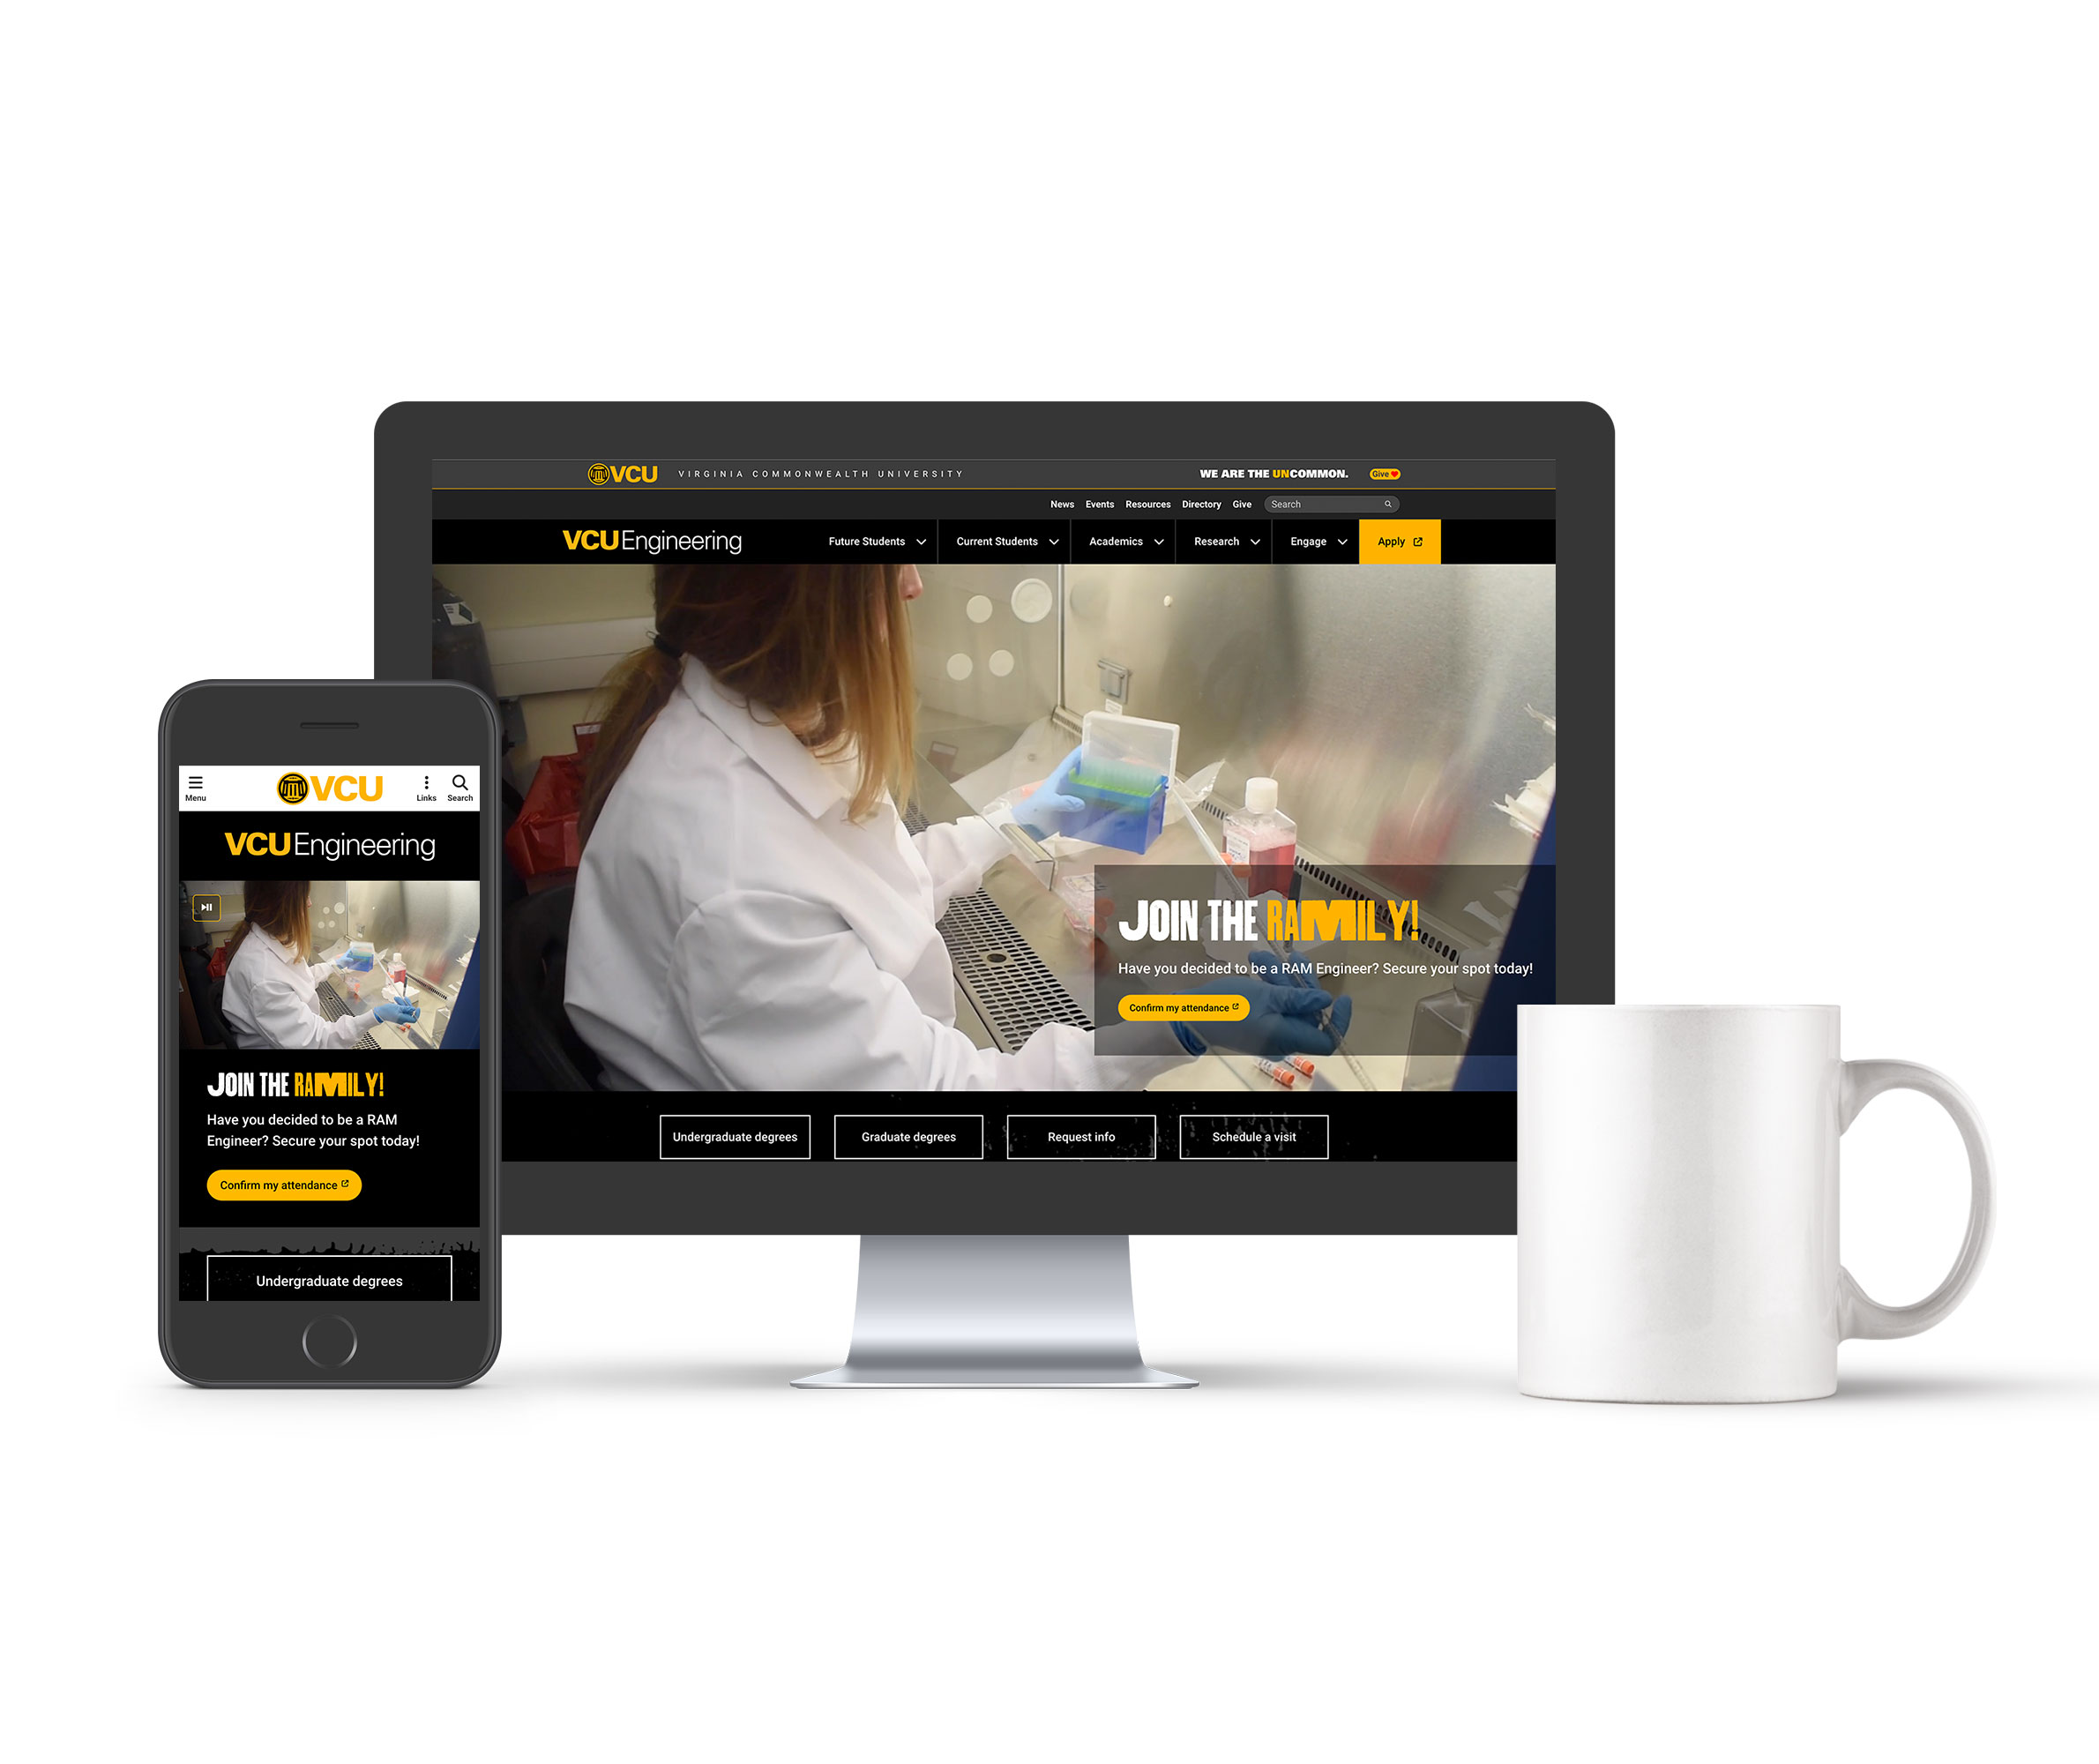 VCU VIRGINIA COMMONWEALTH UNIVERSITY WE ARE THE UNCOMMON. Give
News Events Resources Directory Give Search
VCU Engineering Future Students Current Students Academics Research Engage Apply
JOIN THE RAMILY!
Have you decided to be a RAM Engineer? Secure your spot today!
Confirm my attendance
Undergraduate degrees Graduate degrees Request info Schedule a visit
Menu VCU Links Search
VCU Engineering
JOIN THE RAMILY!
Have you decided to be a RAM
Engineer? Secure your spot today!
Confirm my attendance
Undergraduate degrees